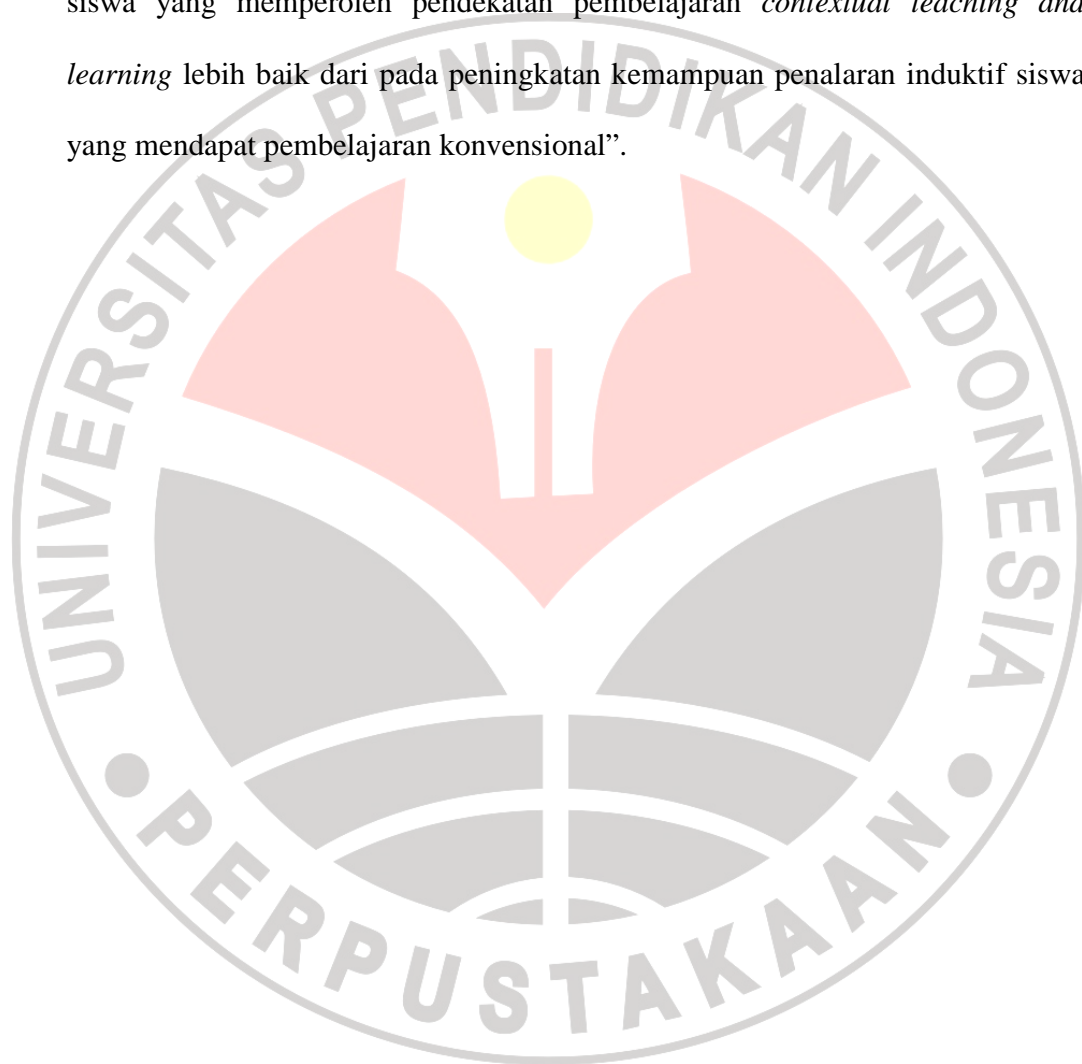 siswa yang memperoleh pendekatan pembelajaran contextual teaching and
learning lebih baik dari pada peningkatan kemampuan penalaran induktif siswa
yang mendapat pembelajaran konvensional”.
UNIVERSITAS PENDIDIKAN INDONESIA
PERPUSTAKAAN